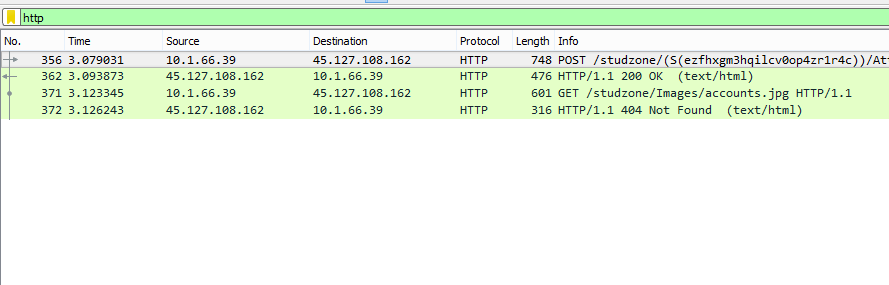 http
No. Time Source Destination Protocol Length Info
356 3.079031 10.1.66.39 45.127.108.162 HTTP 748 POST /studzone/(S(ezfhxgm3hqilcv0op4zr1r4c))/Att
362 3.093873 45.127.108.162 10.1.66.39 HTTP 476 HTTP/1.1 200 OK (text/html)
371 3.123345 10.1.66.39 45.127.108.162 HTTP 601 GET /studzone/Images/accounts.jpg HTTP/1.1
372 3.126243 45.127.108.162 10.1.66.39 HTTP 316 HTTP/1.1 404 Not Found (text/html)